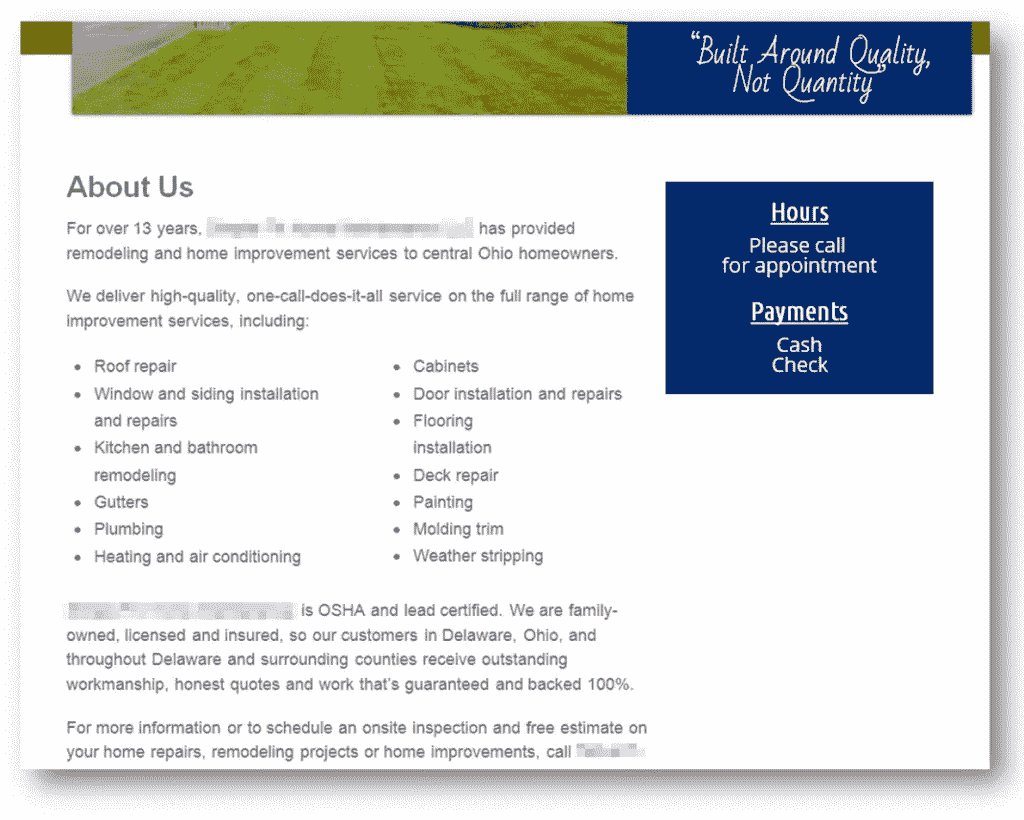 “Built Around Quality,
Not Quantity”
About Us
For over 13 years, has provided
remodeling and home improvement services to central Ohio homeowners.
We deliver high-quality, one-call-does-it-all service on the full range of home
improvement services, including:
• Roof repair
• Window and siding installation
and repairs
• Kitchen and bathroom
remodeling
• Gutters
• Plumbing
• Heating and air conditioning
• Cabinets
• Door installation and repairs
• Flooring
installation
• Deck repair
• Painting
• Molding trim
• Weather stripping
is OSHA and lead certified. We are family-
owned, licensed and insured, so our customers in Delaware, Ohio, and
throughout Delaware and surrounding counties receive outstanding
workmanship, honest quotes and work that's guaranteed and backed 100%.
For more information or to schedule an onsite inspection and free estimate on
your home repairs, remodeling projects or home improvements, call
Hours
Please call
for appointment
Payments
Cash
Check